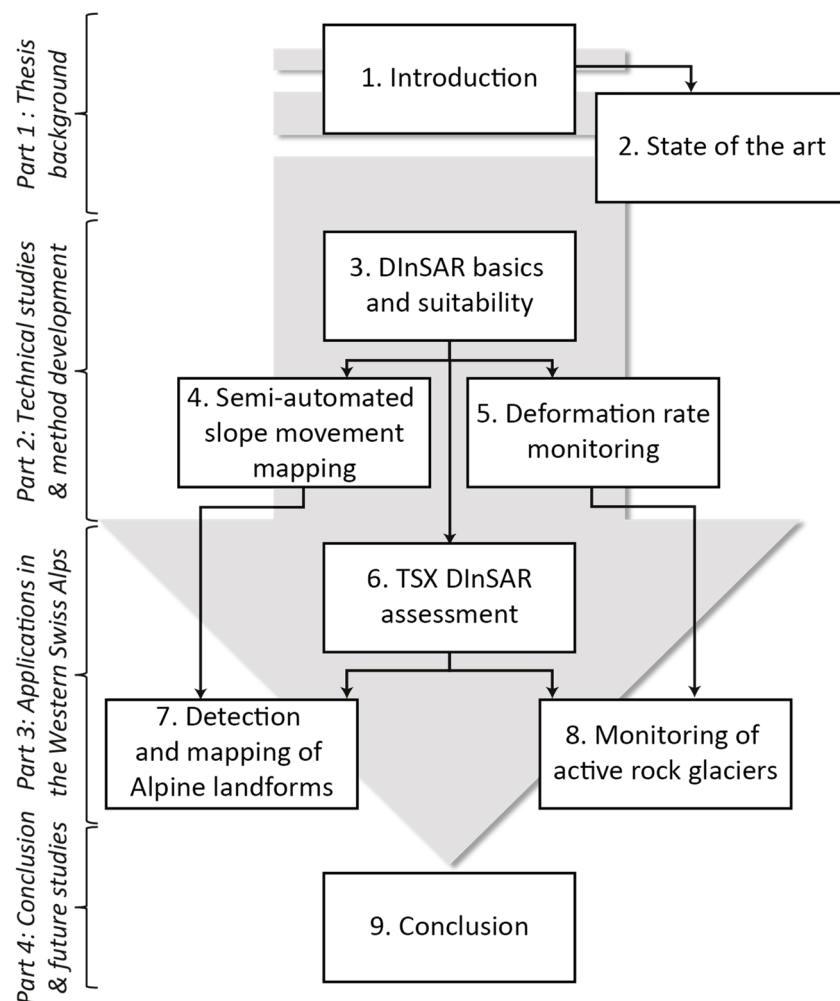 Part 1 : Thesis
background
1. Introduction
2. State of the art
Part 2: Technical studies
& method development
3. DInSAR basics
and suitability
4. Semi-automated
slope movement
mapping
5. Deformation rate
monitoring
Part 3: Applications in
the Western Swiss Alps
6. TSX DInSAR
assessment
7. Detection
and mapping of
Alpine landforms
8. Monitoring of
active rock glaciers
Part 4: Conclusion
& future studies
9. Conclusion